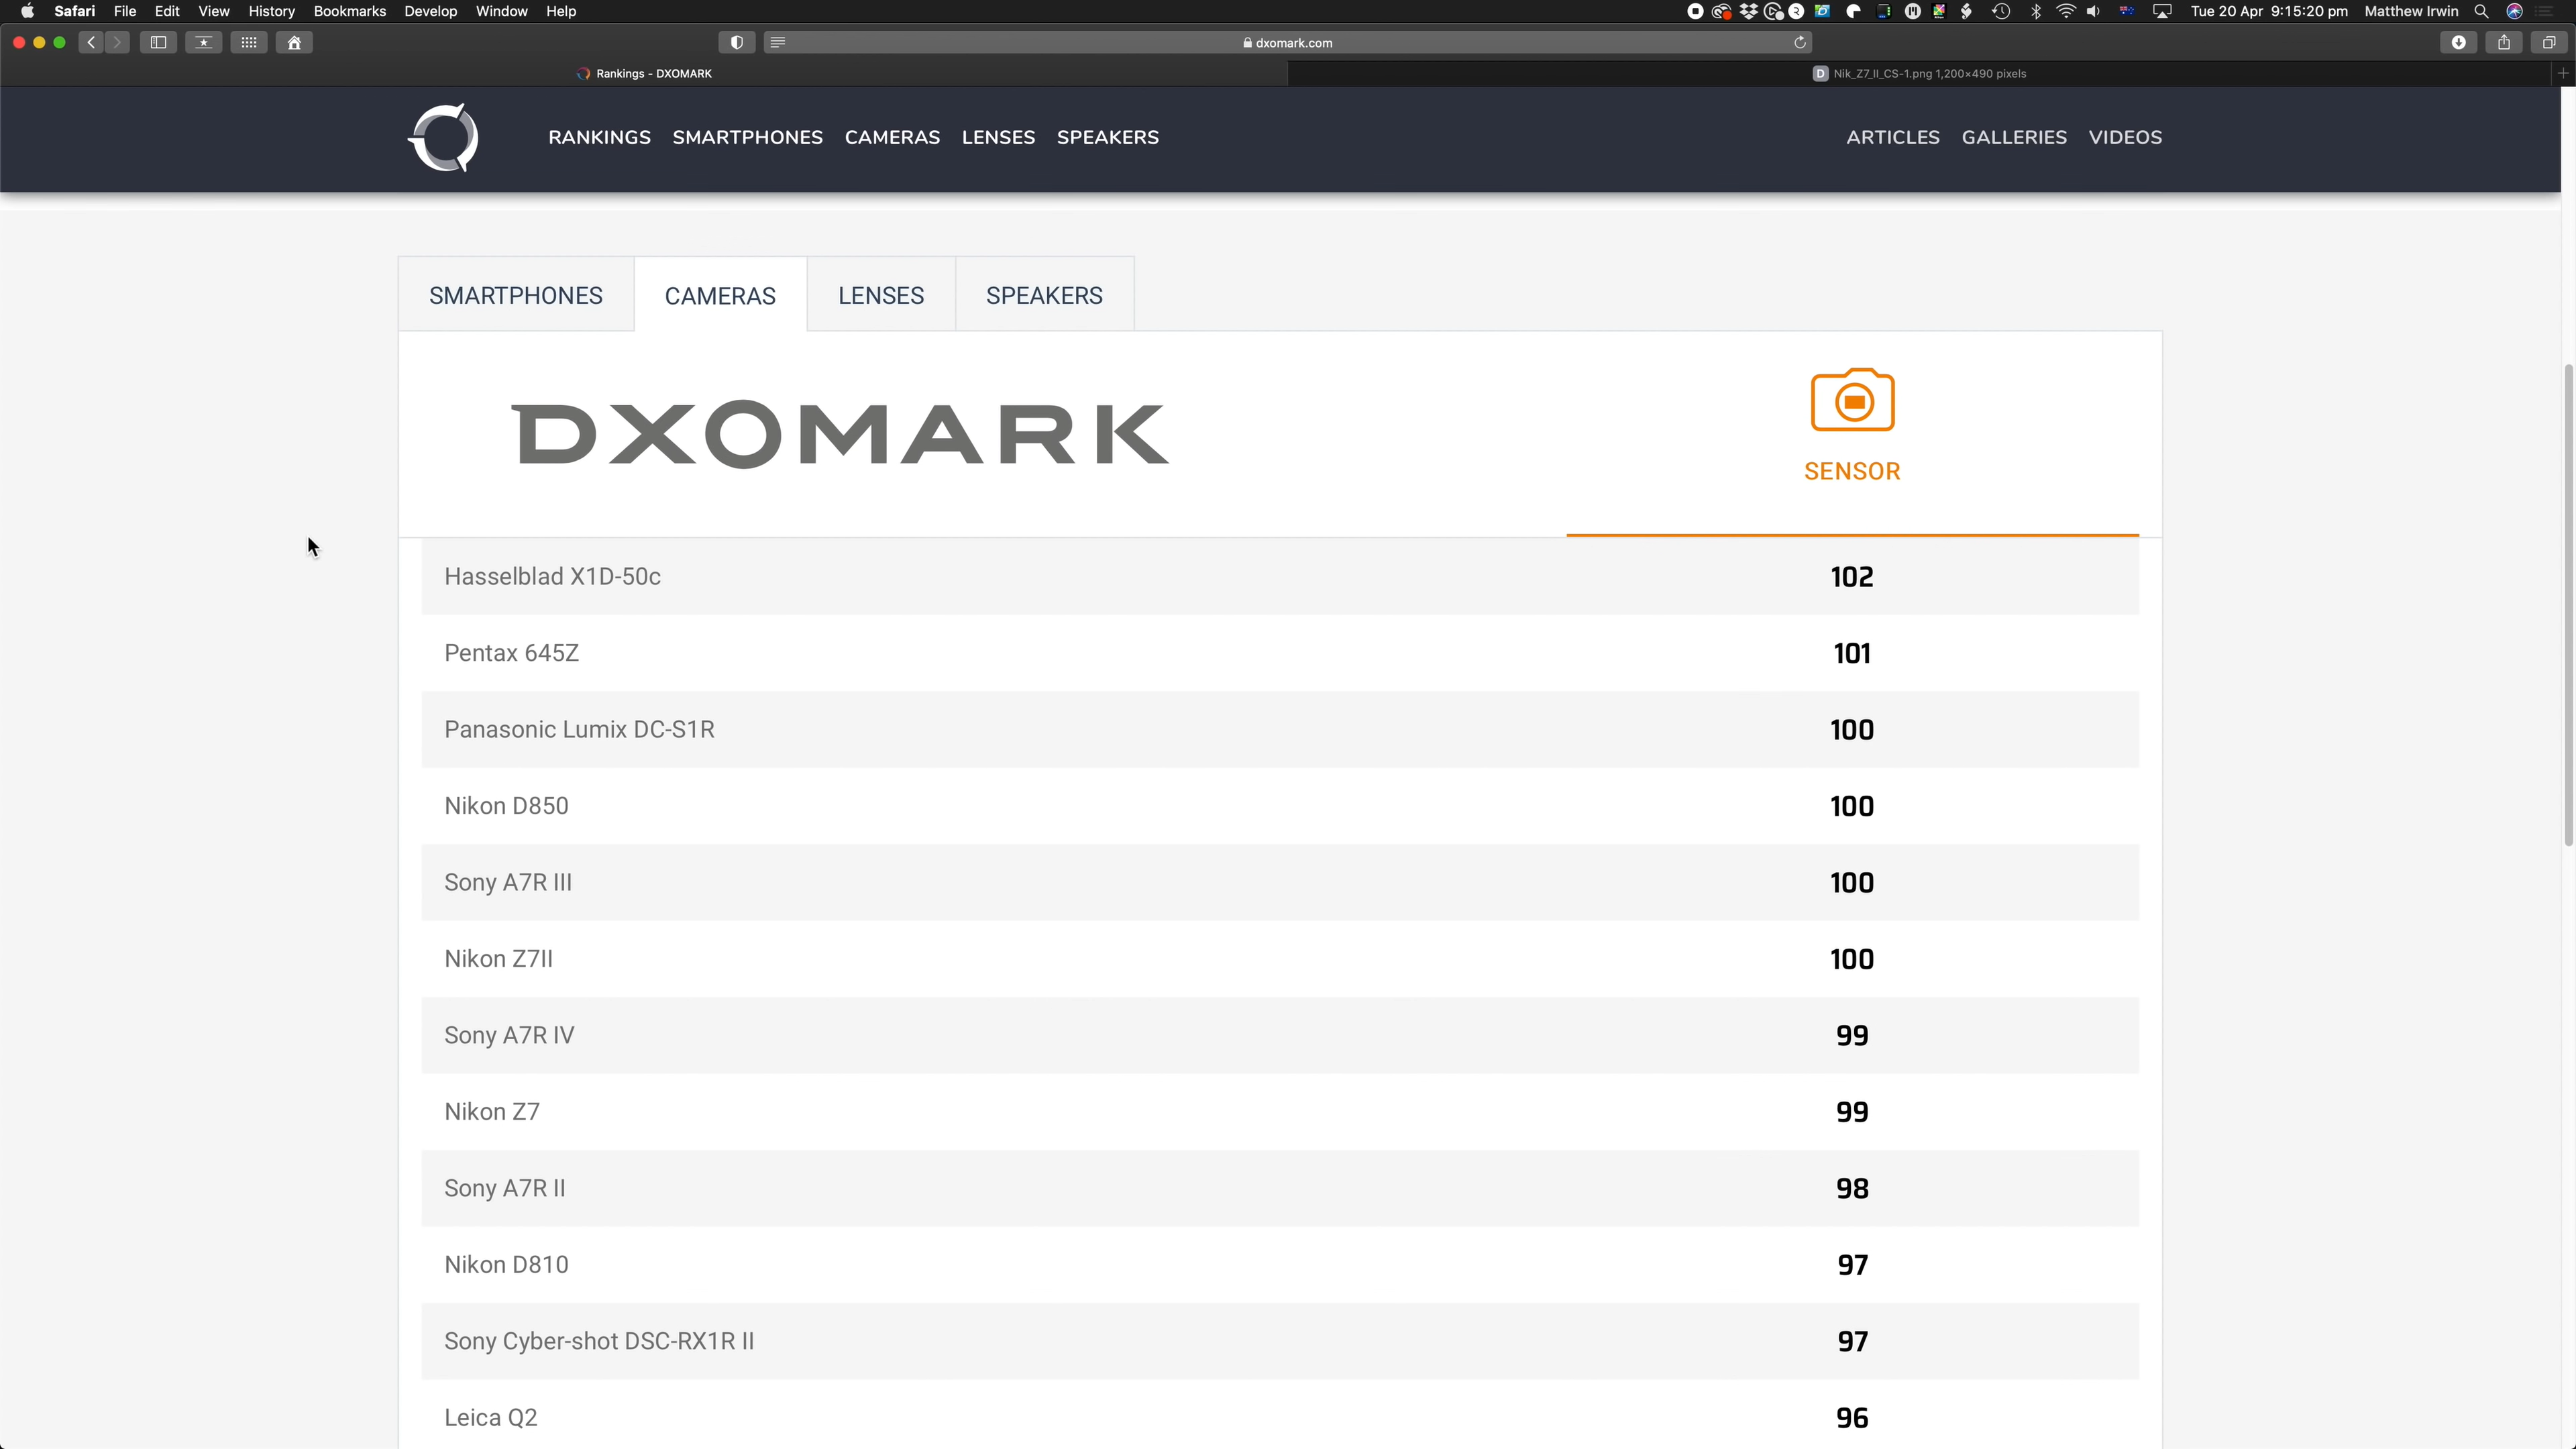 Safari File Edit View History Bookmarks Develop Window Help Tue 20 Apr 9:15:20 pm Matthew Irwin
dxomark.com
Rankings - DXOMARK Nik_Z7_II_CS-1.png 1,200×490 pixels
RANKINGS SMARTPHONES CAMERAS LENSES SPEAKERS ARTICLES GALLERIES VIDEOS
SMARTPHONES CAMERAS LENSES SPEAKERS
DXOMARK
SENSOR
Hasselblad X1D-50c 102
Pentax 645Z 101
Panasonic Lumix DC-S1R 100
Nikon D850 100
Sony A7R III 100
Nikon Z7II 100
Sony A7R IV 99
Nikon Z7 99
Sony A7R II 98
Nikon D810 97
Sony Cyber-shot DSC-RX1R II 97
Leica Q2 96